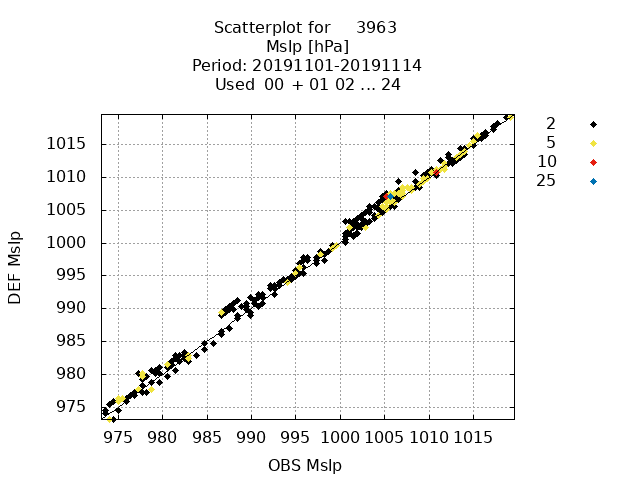 Scatterplot for 3963
Mslp [hPa]
Period: 20191101-20191114
Used 00 + 01 02 ... 24
2
5
10
25
1015
1010
1005
1000
995
990
985
980
975
DEF Mslp
975 980 985 990 995 1000 1005 1010 1015
OBS Mslp